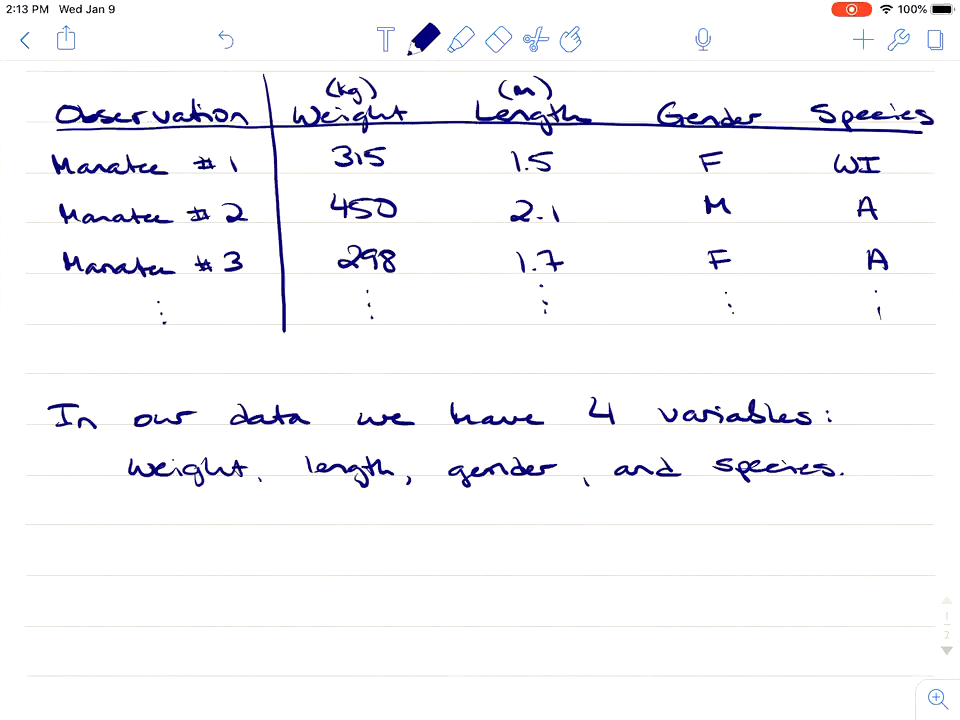 2:13 PM Wed Jan 9 100%
T
(kg) (m)
Observation Weight Length Gender Species
Manatee # 1 315 1.5 F WI
Manatee # 2 450 2.1 M A
Manatee # 3 298 1.7 F A
In our data we have 4 variables:
weight, length, gender, and species.
1
2